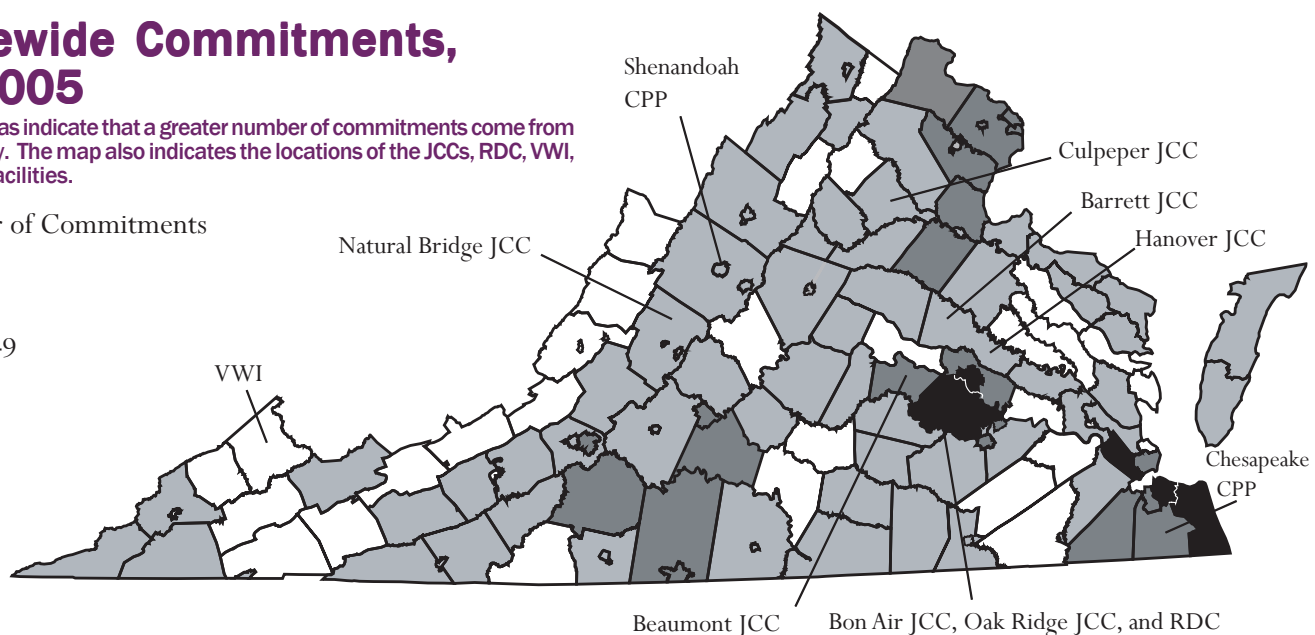 ewide Commitments,
005
as indicate that a greater number of commitments come from
y. The map also indicates the locations of the JCCs, RDC, VWI,
acilities.
r of Commitments
9
Shenandoah
CPP
Culpeper JCC
Barrett JCC
Hanover JCC
Natural Bridge JCC
VWI
Chesapeake
CPP
Beaumont JCC
Bon Air JCC, Oak Ridge JCC, and RDC